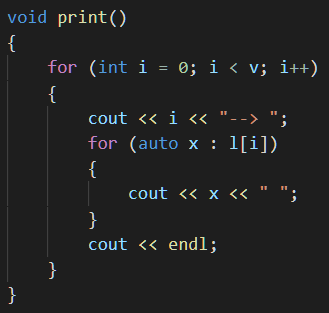 void print()
{
    for (int i = 0; i < v; i++)
    {
        cout << i << "--> ";
        for (auto x : l[i])
        {
            cout << x << " ";
        }
        cout << endl;
    }
}